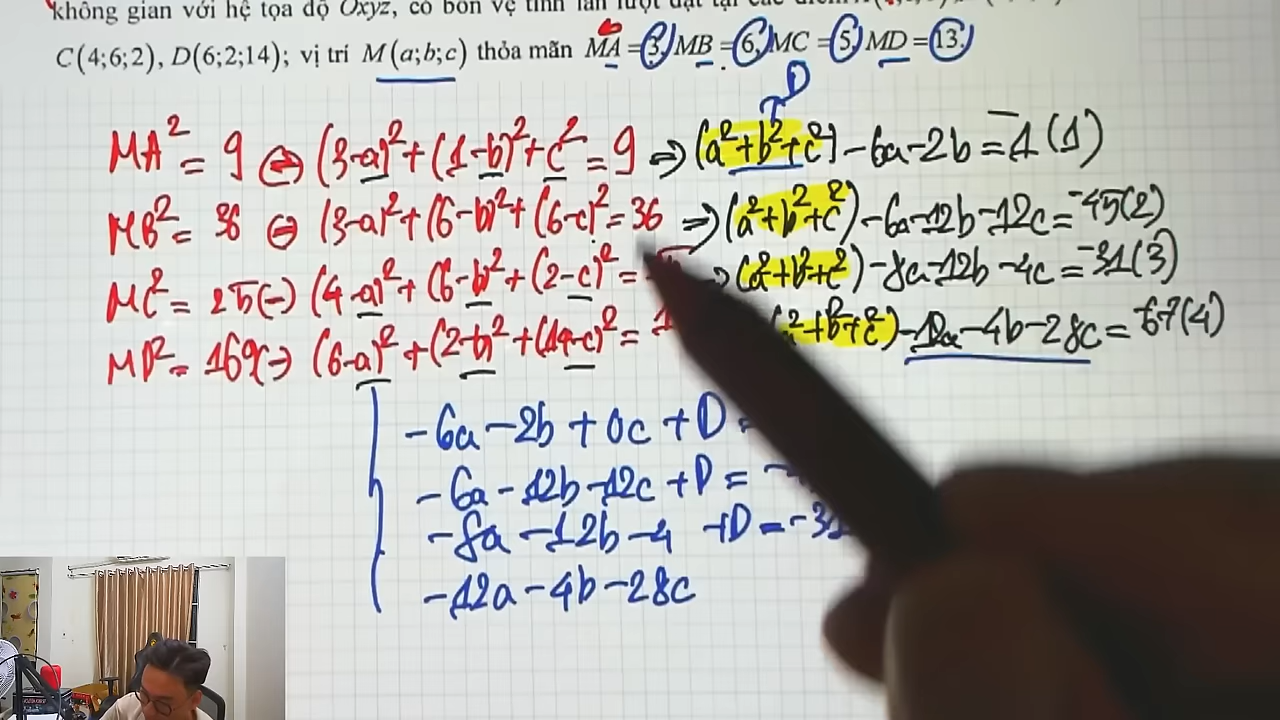 không gian với hệ tọa độ Oxyz, có bốn vệ tinh lần lượt đặt tại các điểm
C(4;6;2), D(6;2;14); vị trí M(a;b;c) thỏa mãn MA=3, MB=6, MC=5, MD=13.
D
MA² = 9 ⇔ (3-a)²+(1-b)²+c²=9 ⇒ (a²+b²+c²)-6a-2b=-1(1)
MB² = 36 ⇔ (3-a)²+(6-b)²+(6-c)²=36 ⇒ (a²+b²+c²)-6a-12b-12c=-45(2)
MC² = 25(-) (4-a)²+(6-b)²+(2-c)²= → (a²+b²+c²)-8a-12b-4c=-31(3)
MD² = 169 → (6-a)²+(2-b)²+(14-c)²= a²+b²+c²)-12a-4b-28c=-67(4)
-6a-2b+0c+D=
-6a-12b-12c+D=
-8a-12b-4 +D=-31
-12a-4b-28c